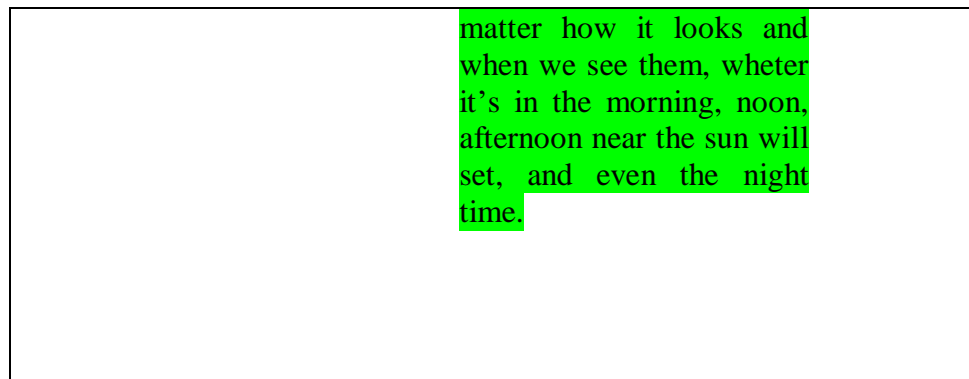 matter how it looks and
when we see them, wheter
it’s in the morning, noon,
afternoon near the sun will
set, and even the night
time.